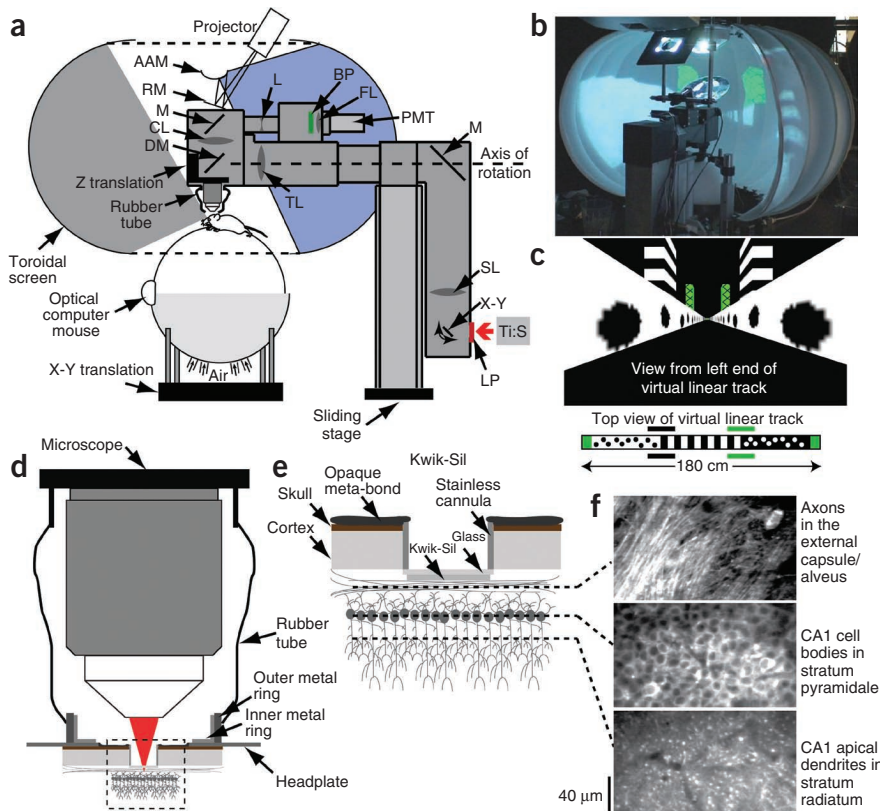 a
Projector
AAM
RM
M
CL
DM
Z translation
Rubber
tube
L
BP
FL
PMT
M
Axis of
rotation
TL
Toroidal
screen
Optical
computer
mouse
SL
X-Y
Ti:S
LP
X-Y translation
Air
Sliding
stage
b
c
View from left end of
virtual linear track
Top view of virtual linear track
180 cm
d
Microscope
Rubber
tube
Outer metal
ring
Inner metal
ring
Headplate
e
Kwik-Sil
Opaque
meta-bond
Stainless
cannula
Skull
Cortex
Glass
Kwik-Sil
f
Axons
in the
external
capsule/
alveus
CA1 cell
bodies in
stratum
pyramidale
CA1 apical
dendrites in
stratum
radiatum
40 µm